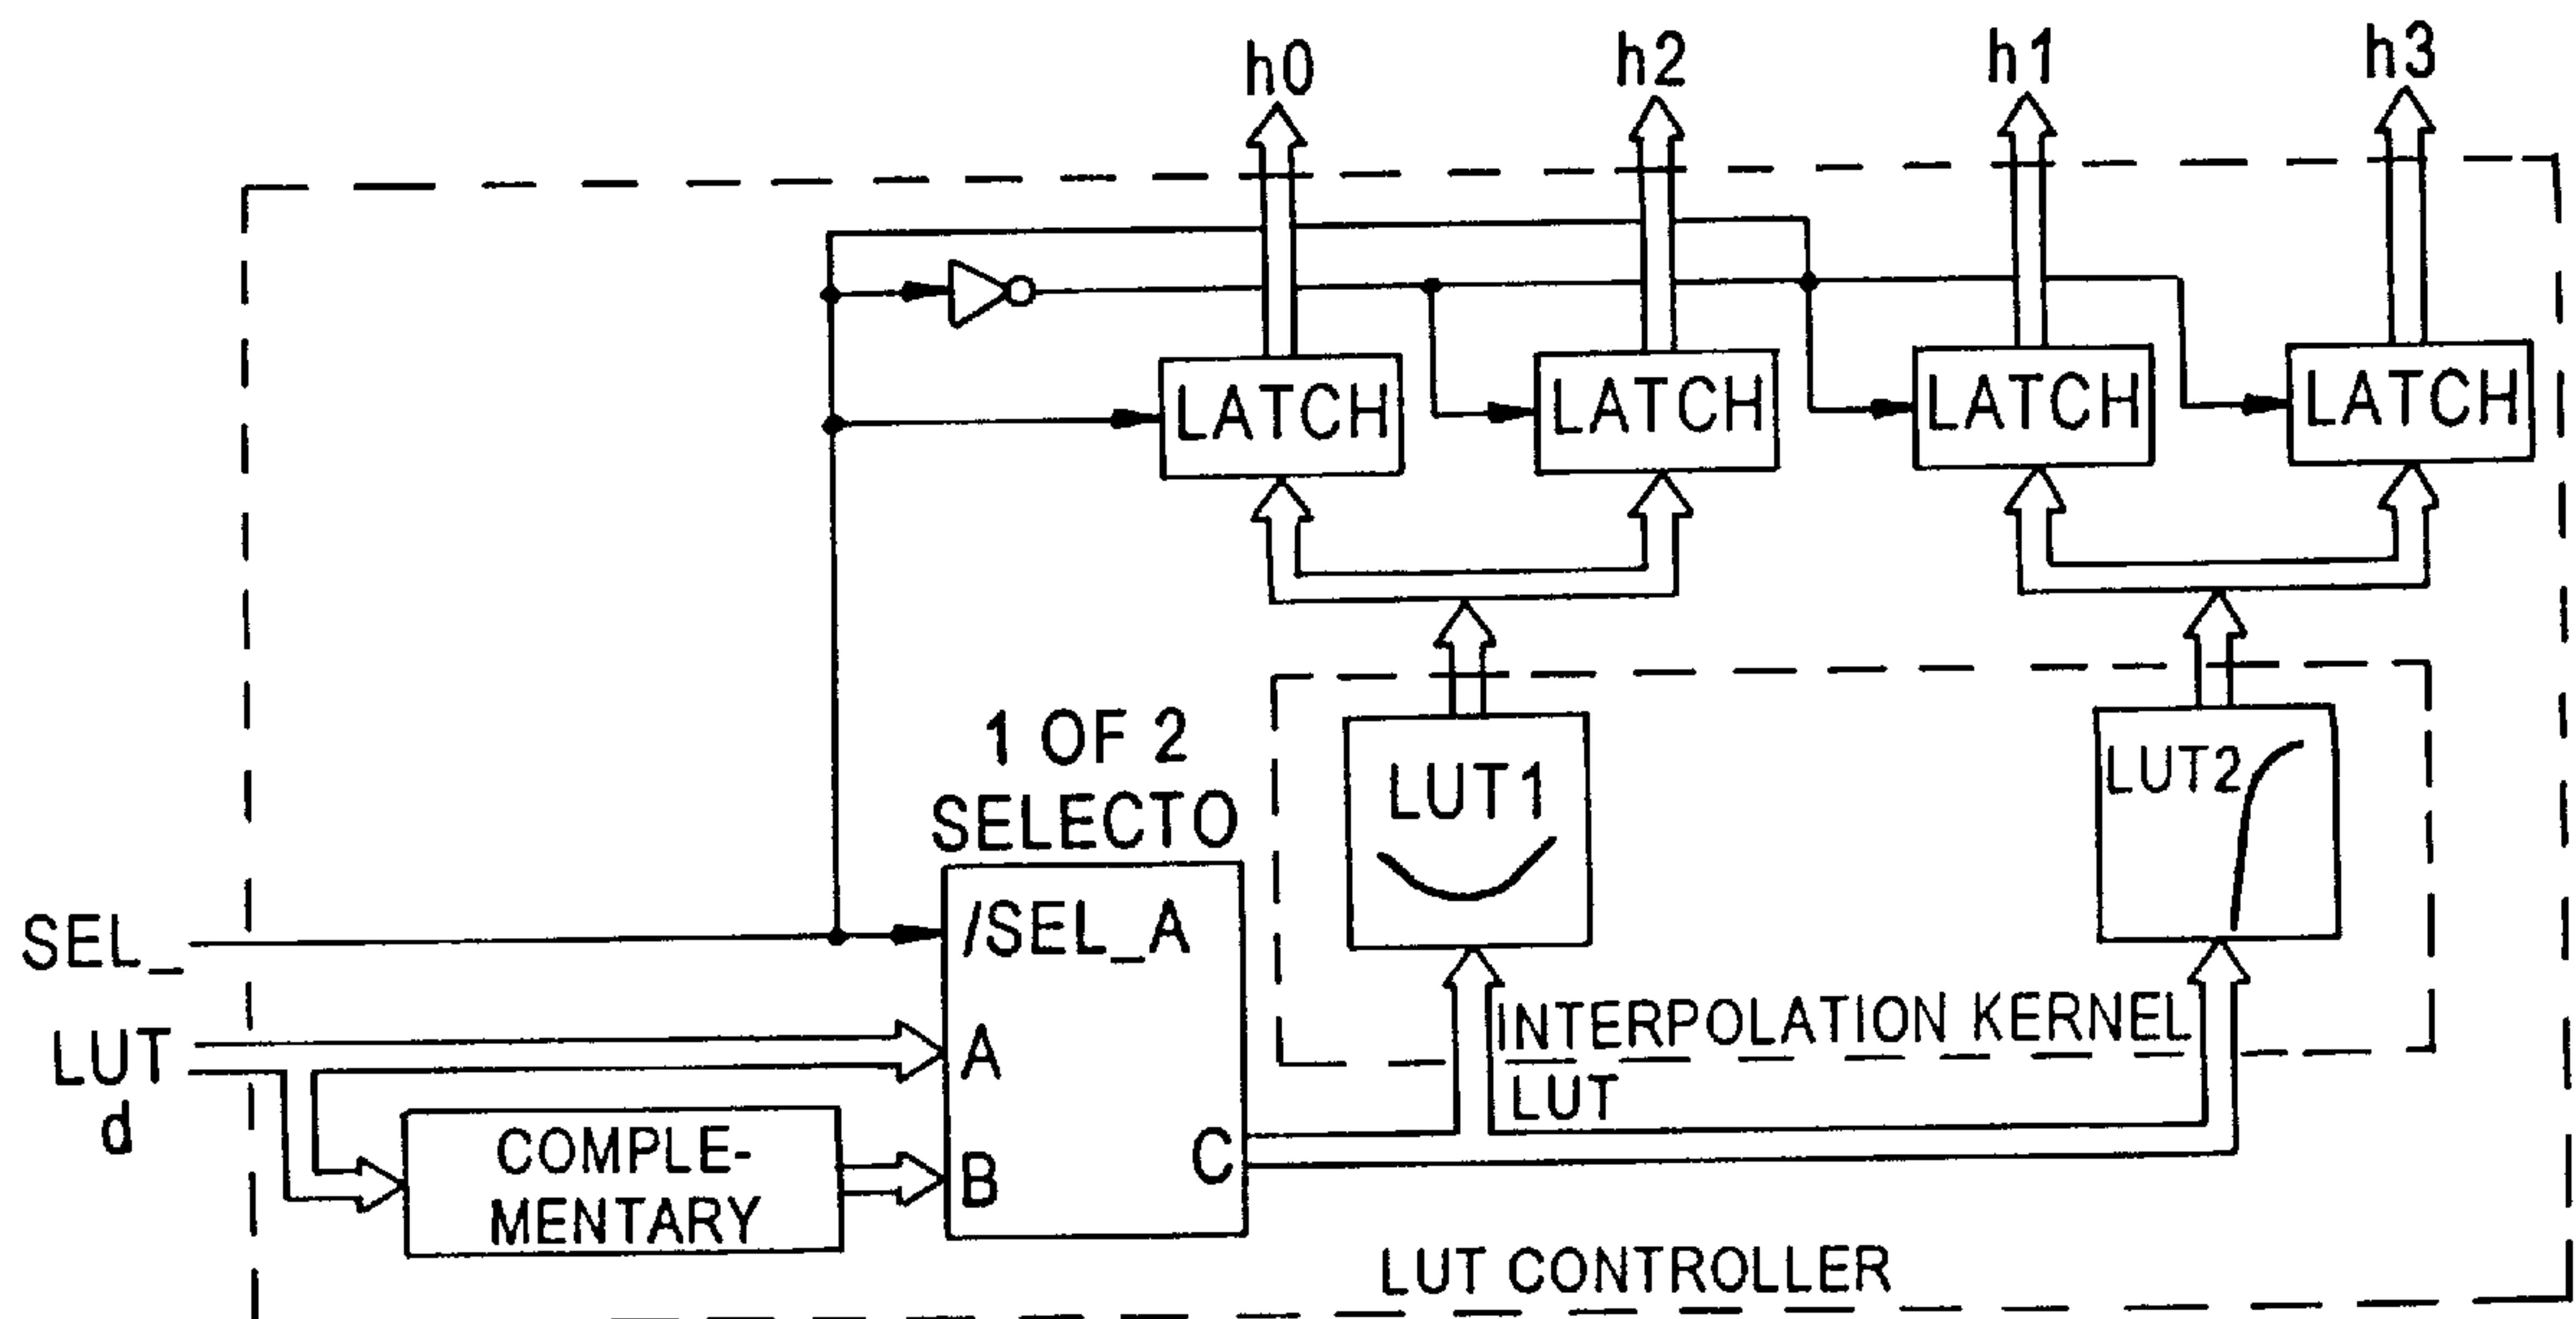 h0 h2 h1 h3
LATCH LATCH LATCH LATCH
1 OF 2
SELECTO
LUT1
LUT2
SEL_
/SEL_A
LUT
d
A
B
C
COMPLE-
MENTARY
INTERPOLATION KERNEL
LUT
LUT CONTROLLER